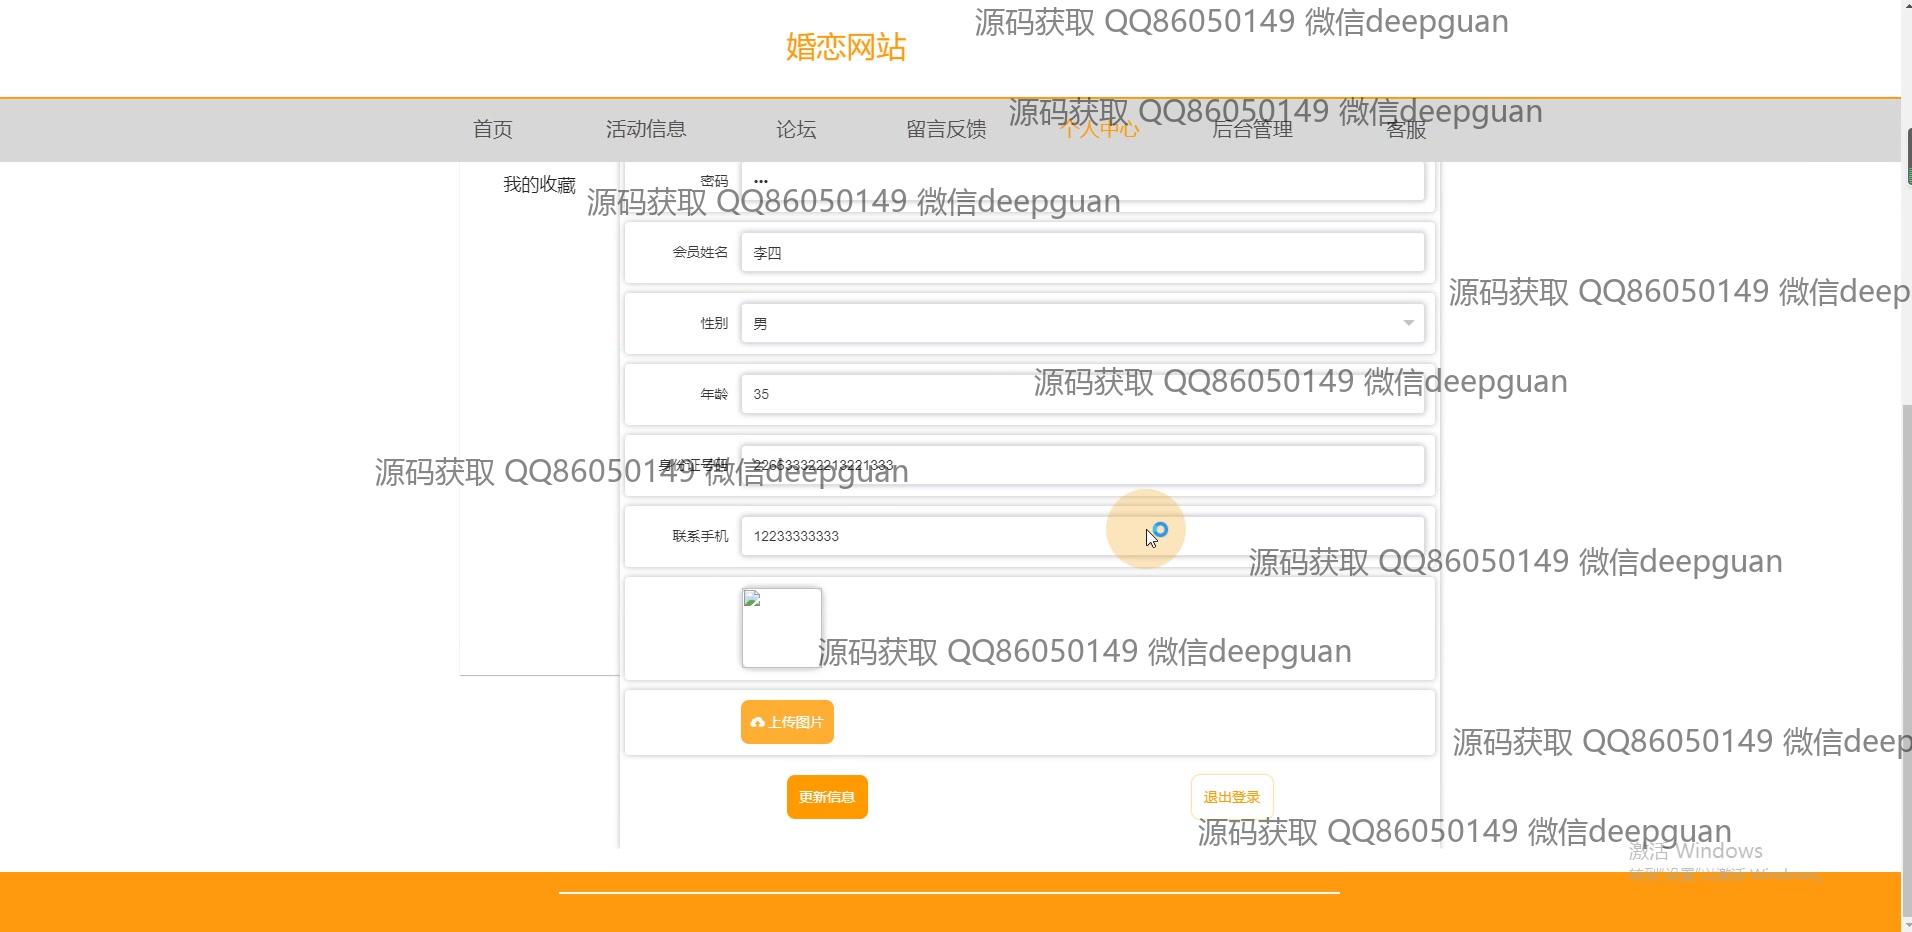 源码获取 QQ86050149 微信deepguan
婚恋网站
源码获取 QQ86050149 微信deepguan
首页 活动信息 论坛 留言反馈 个人中心 后台管理 客服
我的收藏
密码 •••
源码获取 QQ86050149 微信deepguan
会员姓名 李四
源码获取 QQ86050149 微信deep
性别 男
源码获取 QQ86050149 微信deepguan
年龄 35
源码获取 QQ86050149 微信deepguan
身份证号码 226533322213221333
联系手机 12233333333
源码获取 QQ86050149 微信deepguan
源码获取 QQ86050149 微信deepguan
上传图片
源码获取 QQ86050149 微信deep
更新信息 退出登录
源码获取 QQ86050149 微信deepguan
激活 Windows